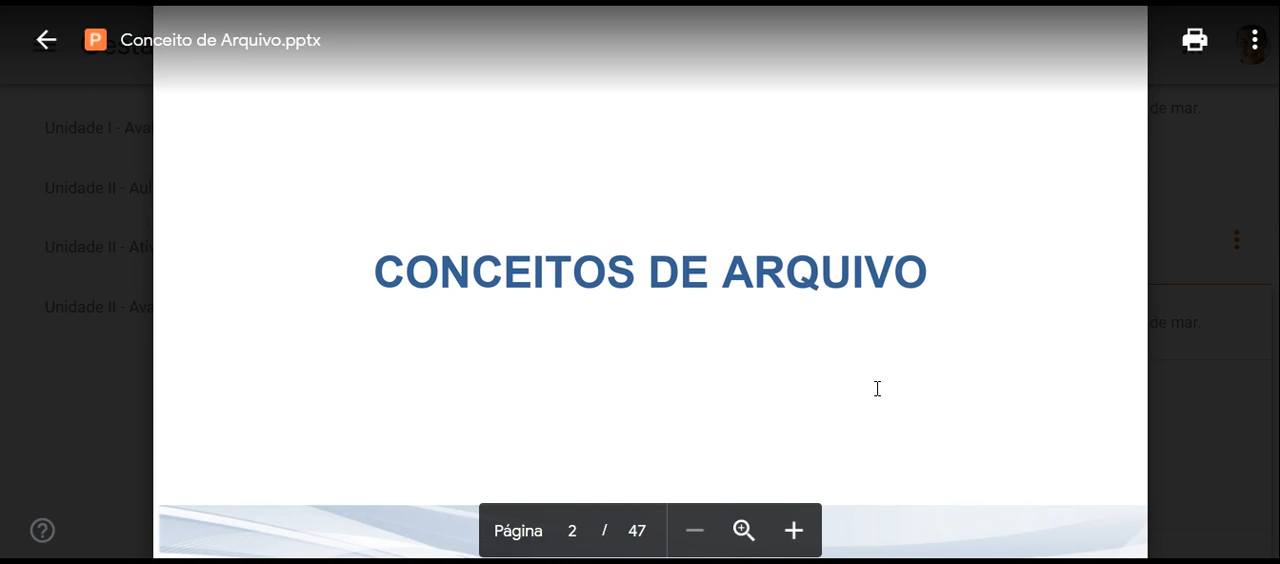 Conceito de Arquivo.pptx
Unidade I - Ava
de mar.
Unidade II - Aul
Unidade II - Ativ
Unidade II - Ava
de mar.
CONCEITOS DE ARQUIVO
Página 2 / 47